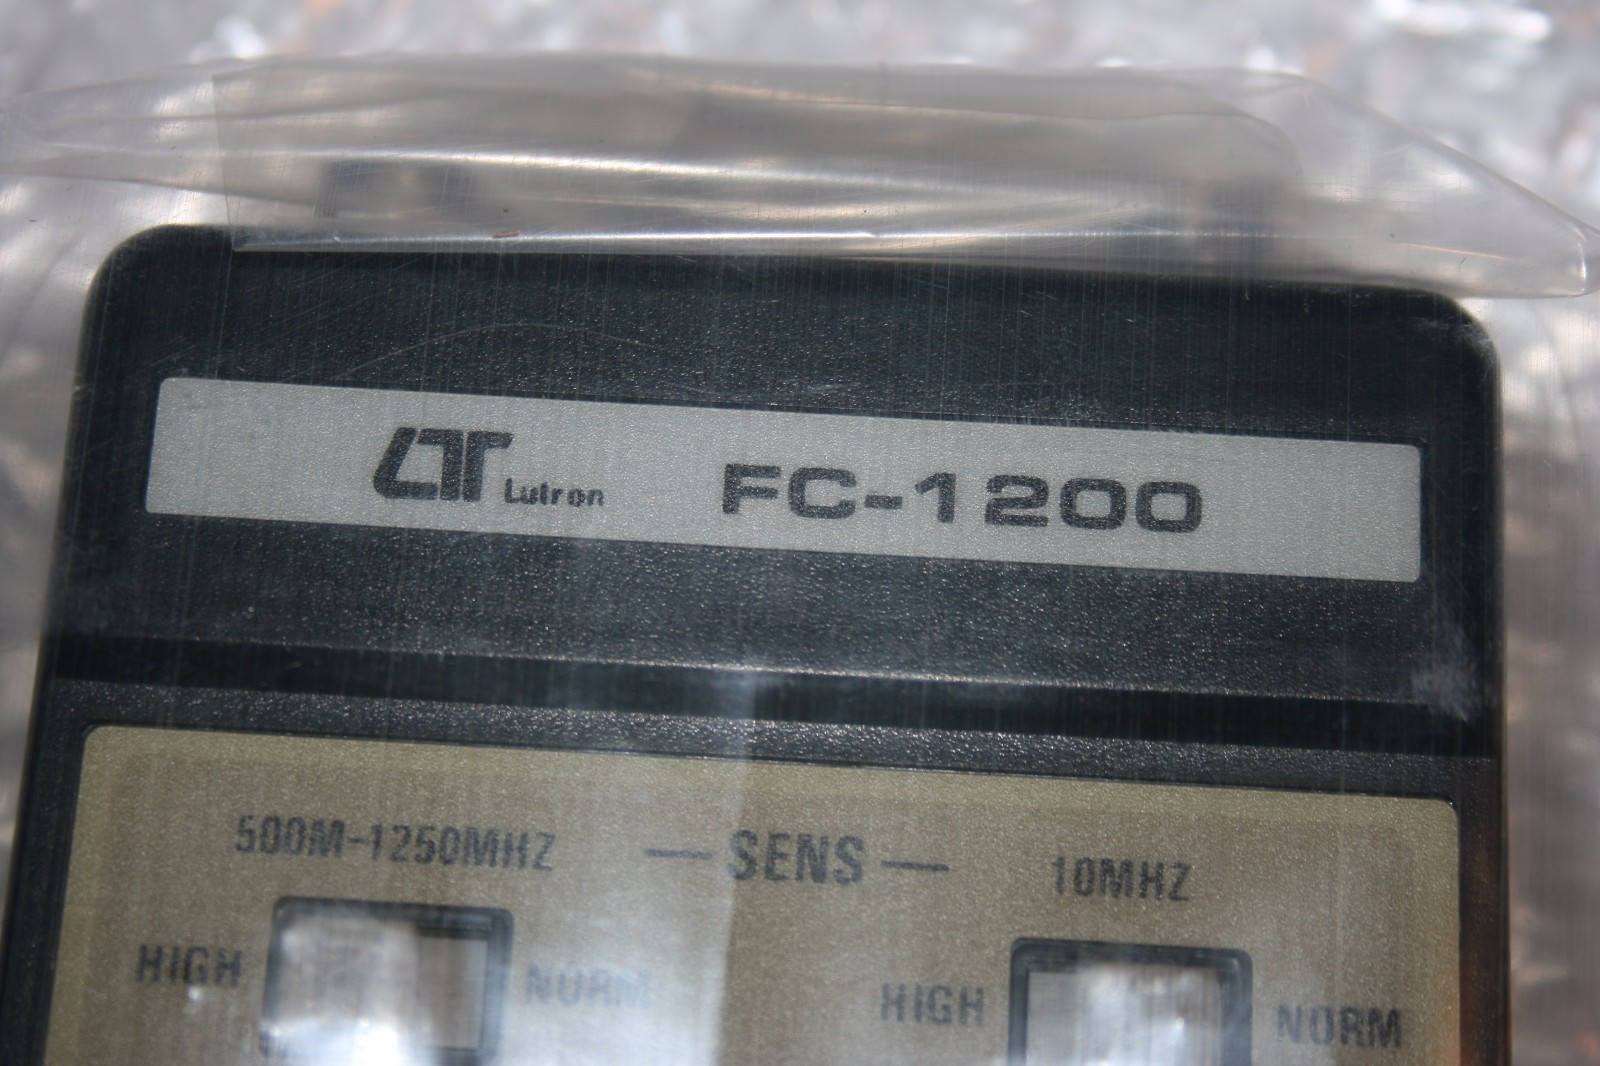 LT Lutron FC-1200
500M-1250MHZ — SENS — 10MHZ
HIGH NORM HIGH NORM